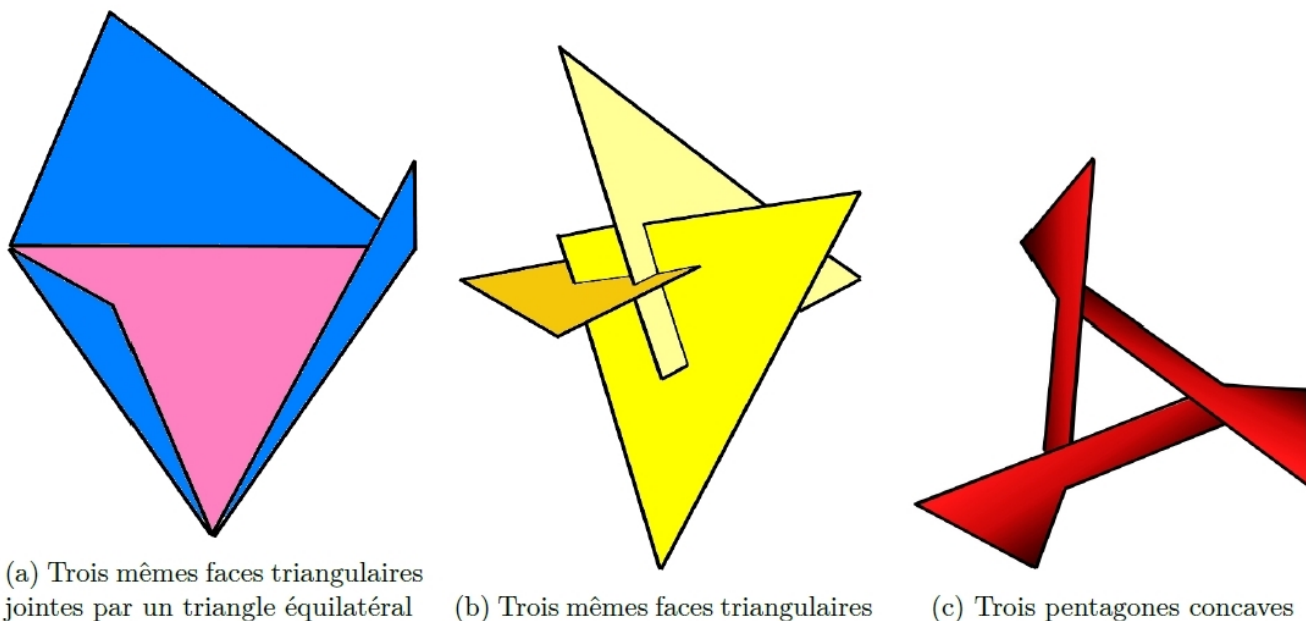 (a) Trois mêmes faces triangulaires
jointes par un triangle équilatéral
(b) Trois mêmes faces triangulaires
(c) Trois pentagones concaves